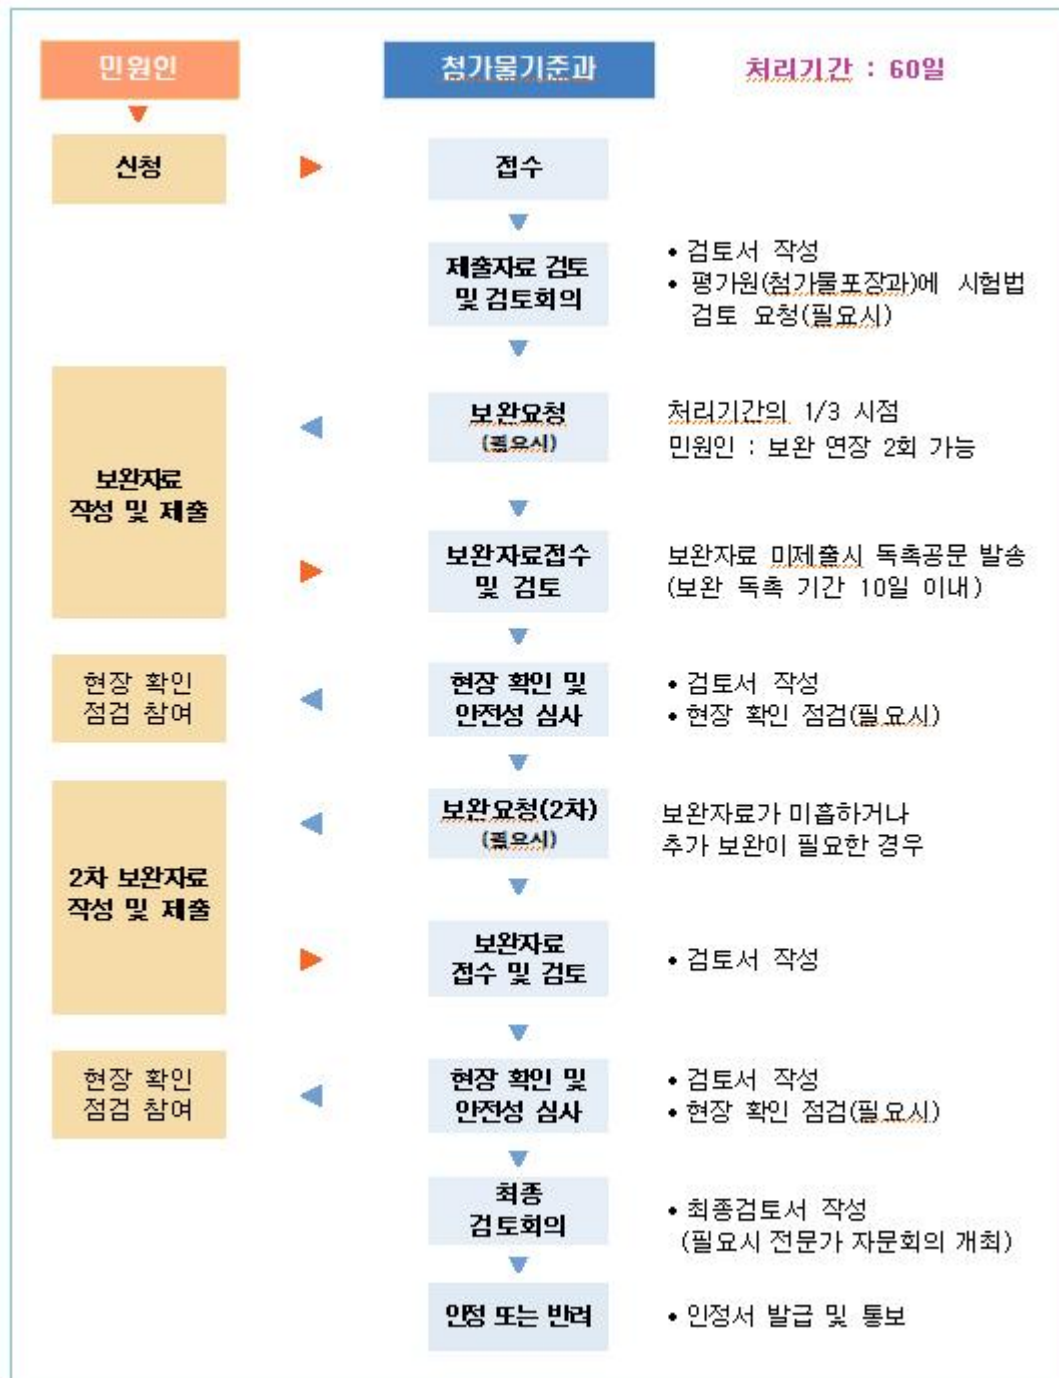 민원인
첨가물기준과
처리기간 : 60일
신청
접수
제출자료 검토
및 검토회의
• 검토서 작성
• 평가원(첨가물포장과)에 시험법
검토 요청(필요시)
보완요청
(필요시)
처리기간의 1/3 시점
민원인 : 보완 연장 2회 가능
보완자료
작성 및 제출
보완자료접수
및 검토
보완자료 미제출시 독촉공문 발송
(보완 독촉 기간 10일 이내)
현장 확인
점검 참여
현장 확인 및
안전성 심사
• 검토서 작성
• 현장 확인 점검(필요시)
보완요청(2차)
(필요시)
보완자료가 미흡하거나
추가 보완이 필요한 경우
2차 보완자료
작성 및 제출
보완자료
접수 및 검토
• 검토서 작성
현장 확인
점검 참여
현장 확인 및
안전성 심사
• 검토서 작성
• 현장 확인 점검(필요시)
최종
검토회의
• 최종검토서 작성
(필요시 전문가 자문회의 개최)
인정 또는 반려
• 인정서 발급 및 통보